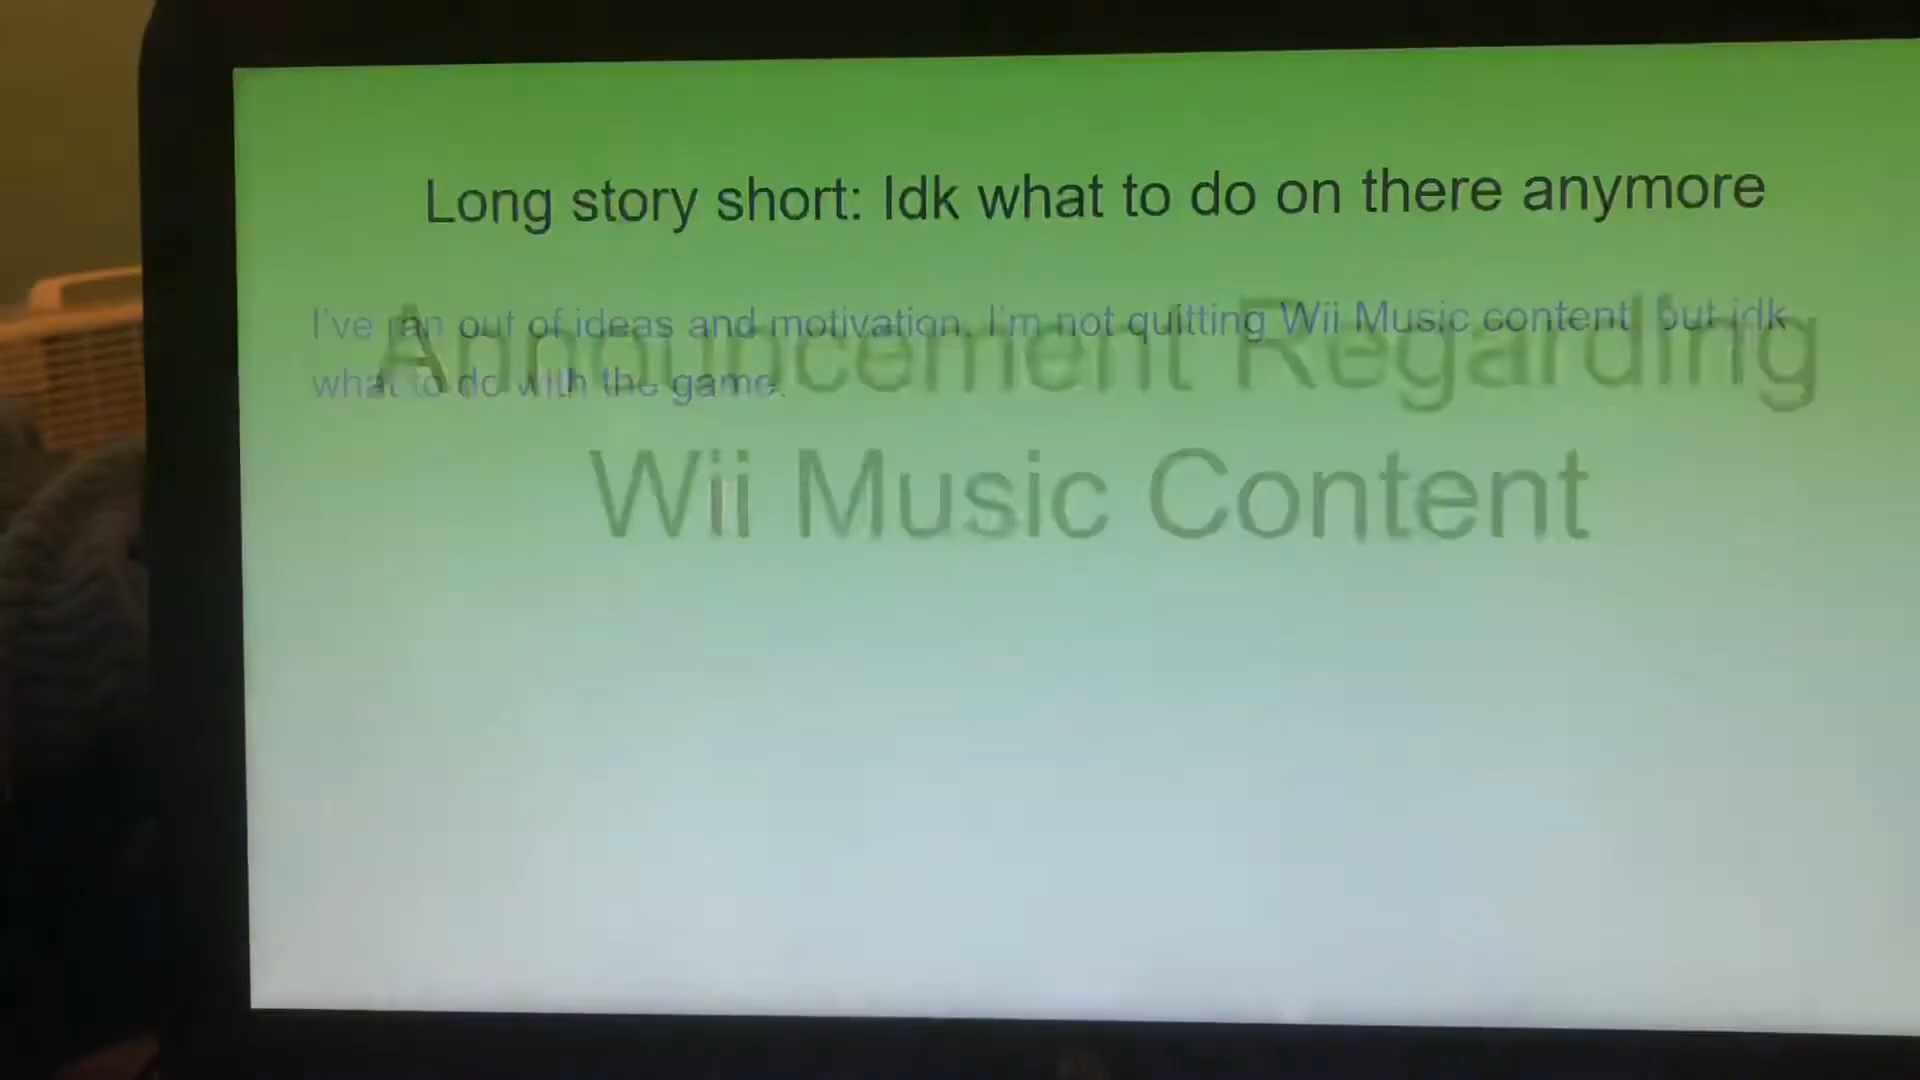 Long story short: Idk what to do on there anymore
I've ran out of ideas and motivation. I'm not quitting Wii Music content, but idk
what to do with the game.
Announcement Regarding
Wii Music Content